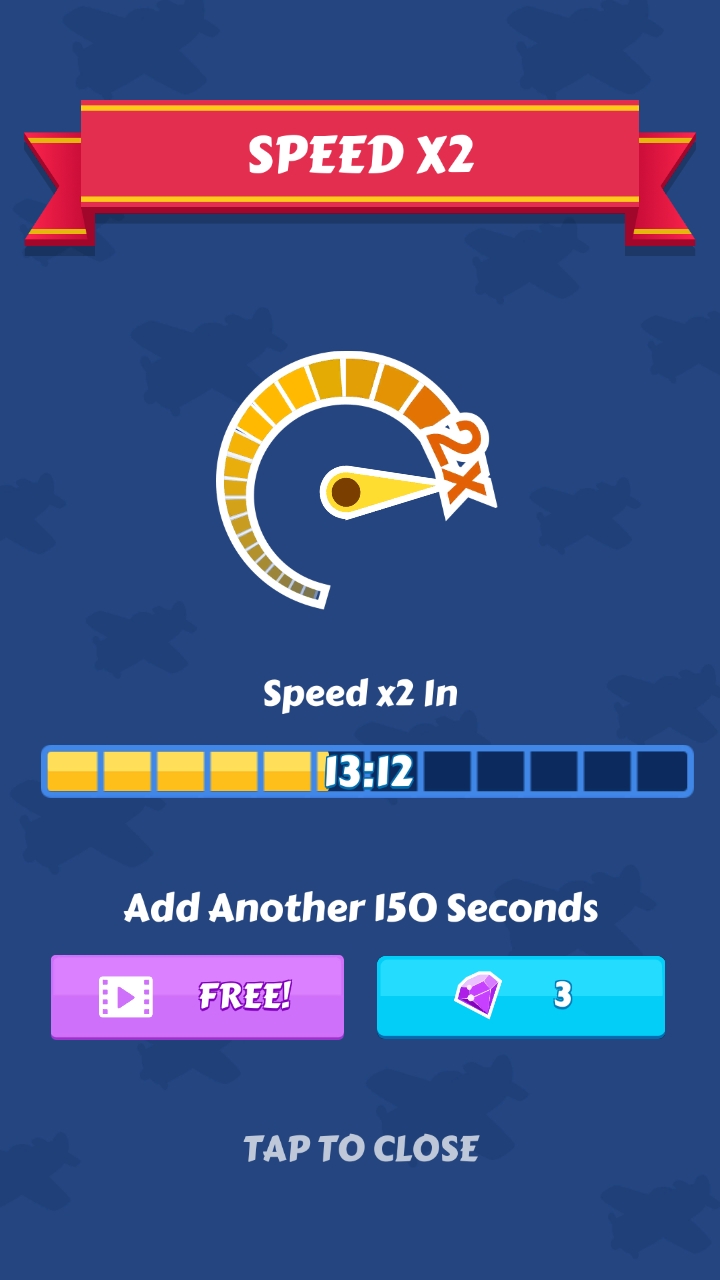 SPEED X2
2X
Speed x2 In
13:12
Add Another 150 Seconds
FREE!
3
TAP TO CLOSE